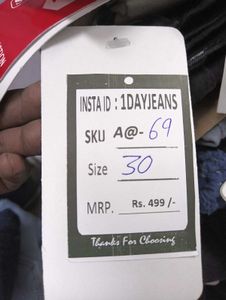 INSTA ID : 1DAYJEANS
SKU A@- 69
Size 30
MRP. Rs. 499 /-
Thanks For Choosing